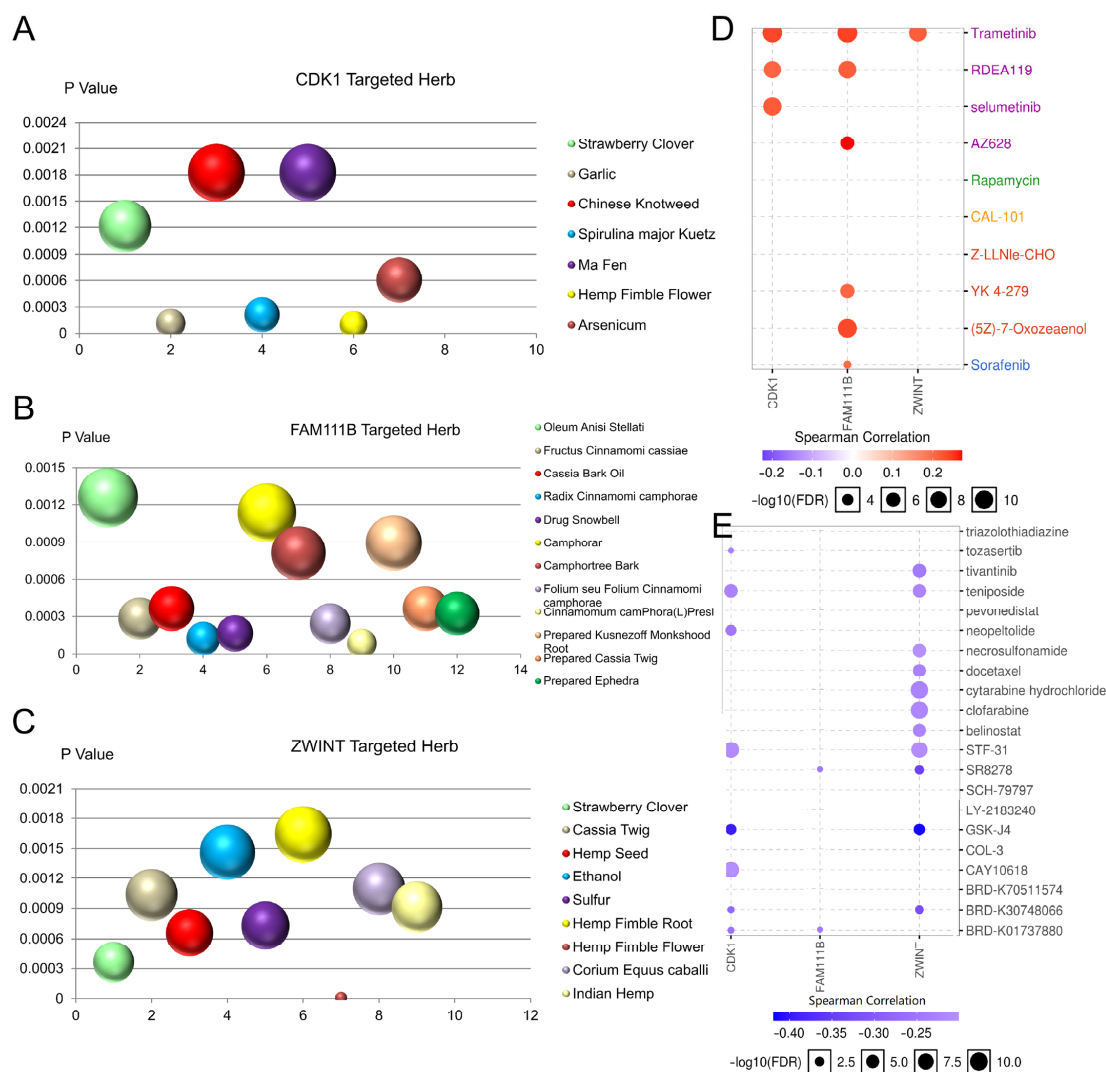 A
CDK1 Targeted Herb
P Value
0.0024
0.0021
0.0018
0.0015
0.0012
0.0009
0.0006
0.0003
0
0 2 4 6 8 10
Strawberry Clover
Garlic
Chinese Knotweed
Spirulina major Kuetz
Ma Fen
Hemp Fimble Flower
Arsenicum
B
FAM111B Targeted Herb
P Value
0.0015
0.0012
0.0009
0.0006
0.0003
0
0 2 4 6 8 10 12 14
Oleum Anisi Stellati
Fructus Cinnamomi cassiae
Cassia Bark Oil
Radix Cinnamomi camphorae
Drug Snowbell
Camphorar
Camphortree Bark
Folium seu Folium Cinnamomi
camphorae
Cinnamomum camPhora(L)Presl
Prepared Kusnezoff Monkshood
Root
Prepared Cassia Twig
Prepared Ephedra
C
ZWINT Targeted Herb
P Value
0.0021
0.0018
0.0015
0.0012
0.0009
0.0006
0.0003
0
0 2 4 6 8 10 12
Strawberry Clover
Cassia Twig
Hemp Seed
Ethanol
Sulfur
Hemp Fimble Root
Hemp Fimble Flower
Corium Equus caballi
Indian Hemp
D
Trametinib
RDEA119
selumetinib
AZ628
Rapamycin
CAL-101
Z-LLNle-CHO
YK 4-279
(5Z)-7-Oxozeaenol
Sorafenib
CDK1
FAM111B
ZWINT
Spearman Correlation
-0.2 -0.1 0.0 0.1 0.2
-log10(FDR) 4 6 8 10
E
triazolothiadiazine
tozasertib
tivantinib
teniposide
pevonedistat
neopeltolide
necrosulfonamide
docetaxel
cytarabine hydrochloride
clofarabine
belinostat
STF-31
SR8278
SCH-79797
LY-2183240
GSK-J4
COL-3
CAY10618
BRD-K70511574
BRD-K30748066
BRD-K01737880
CDK1
FAM111B
ZWINT
Spearman Correlation
-0.40 -0.35 -0.30 -0.25
-log10(FDR) 2.5 5.0 7.5 10.0